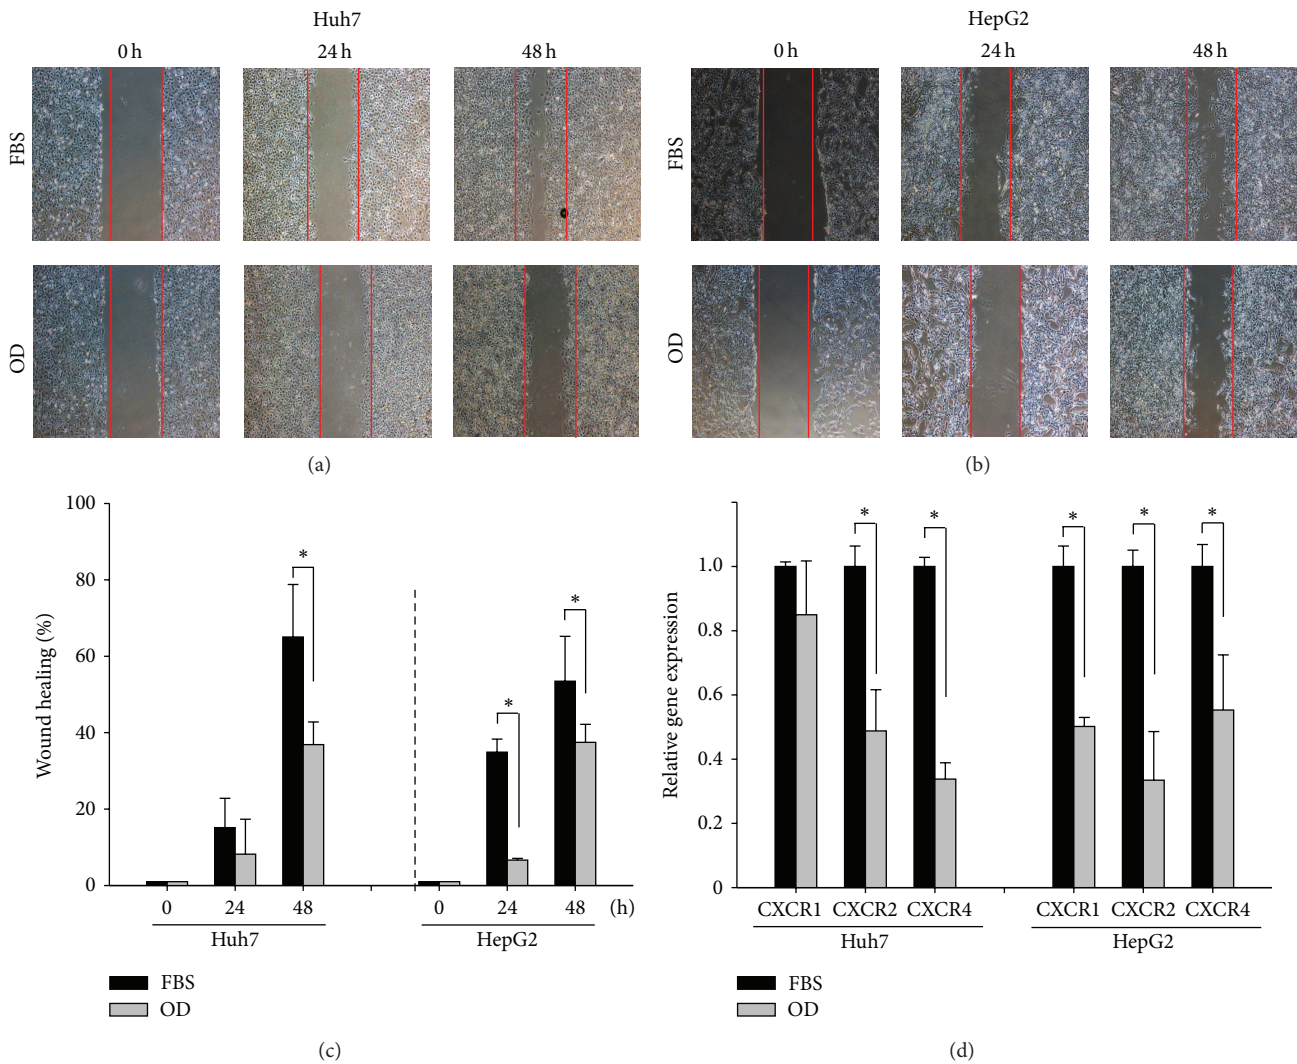 Huh7
0 h 24 h 48 h
FBS
OD
(a)
HepG2
0 h 24 h 48 h
FBS
OD
(b)
Wound healing (%)
100
80
60
40
20
0
* * *
0 24 48 0 24 48 (h)
Huh7 HepG2
FBS
OD
(c)
Relative gene expression
1.0
0.8
0.6
0.4
0.2
0
* * * * *
CXCR1 CXCR2 CXCR4 CXCR1 CXCR2 CXCR4
Huh7 HepG2
FBS
OD
(d)